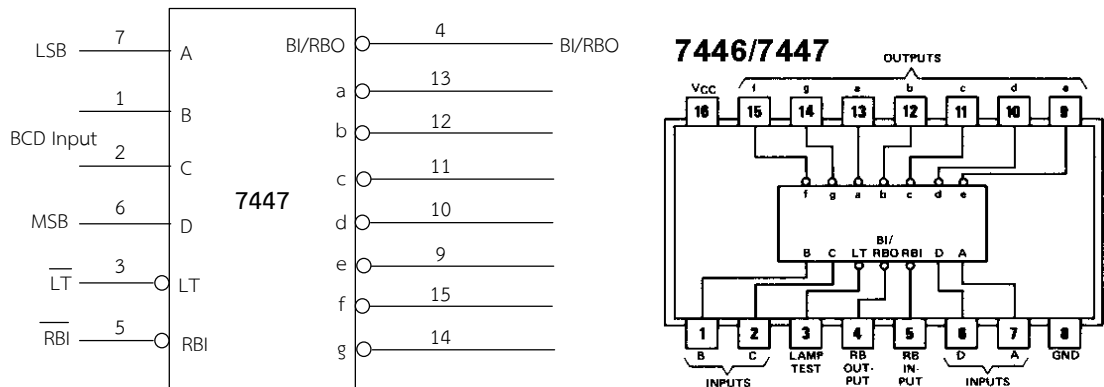 7
LSB
A
BI/RBO
4
BI/RBO
a
13
1
B
b
12
BCD Input
2
C
c
11
7447
MSB
6
D
d
10
LT
3
LT
e
9
RBI
5
RBI
f
15
g
14
7446/7447
OUTPUTS
VCC f g a b c d e
16 15 14 13 12 11 10 9
f g a b c d e
BI/
B C LT RBO RBI D A
1 2 3 4 5 6 7 8
B C LAMP RB RB D A GND
TEST OUT- IN-
PUT PUT
INPUTS INPUTS